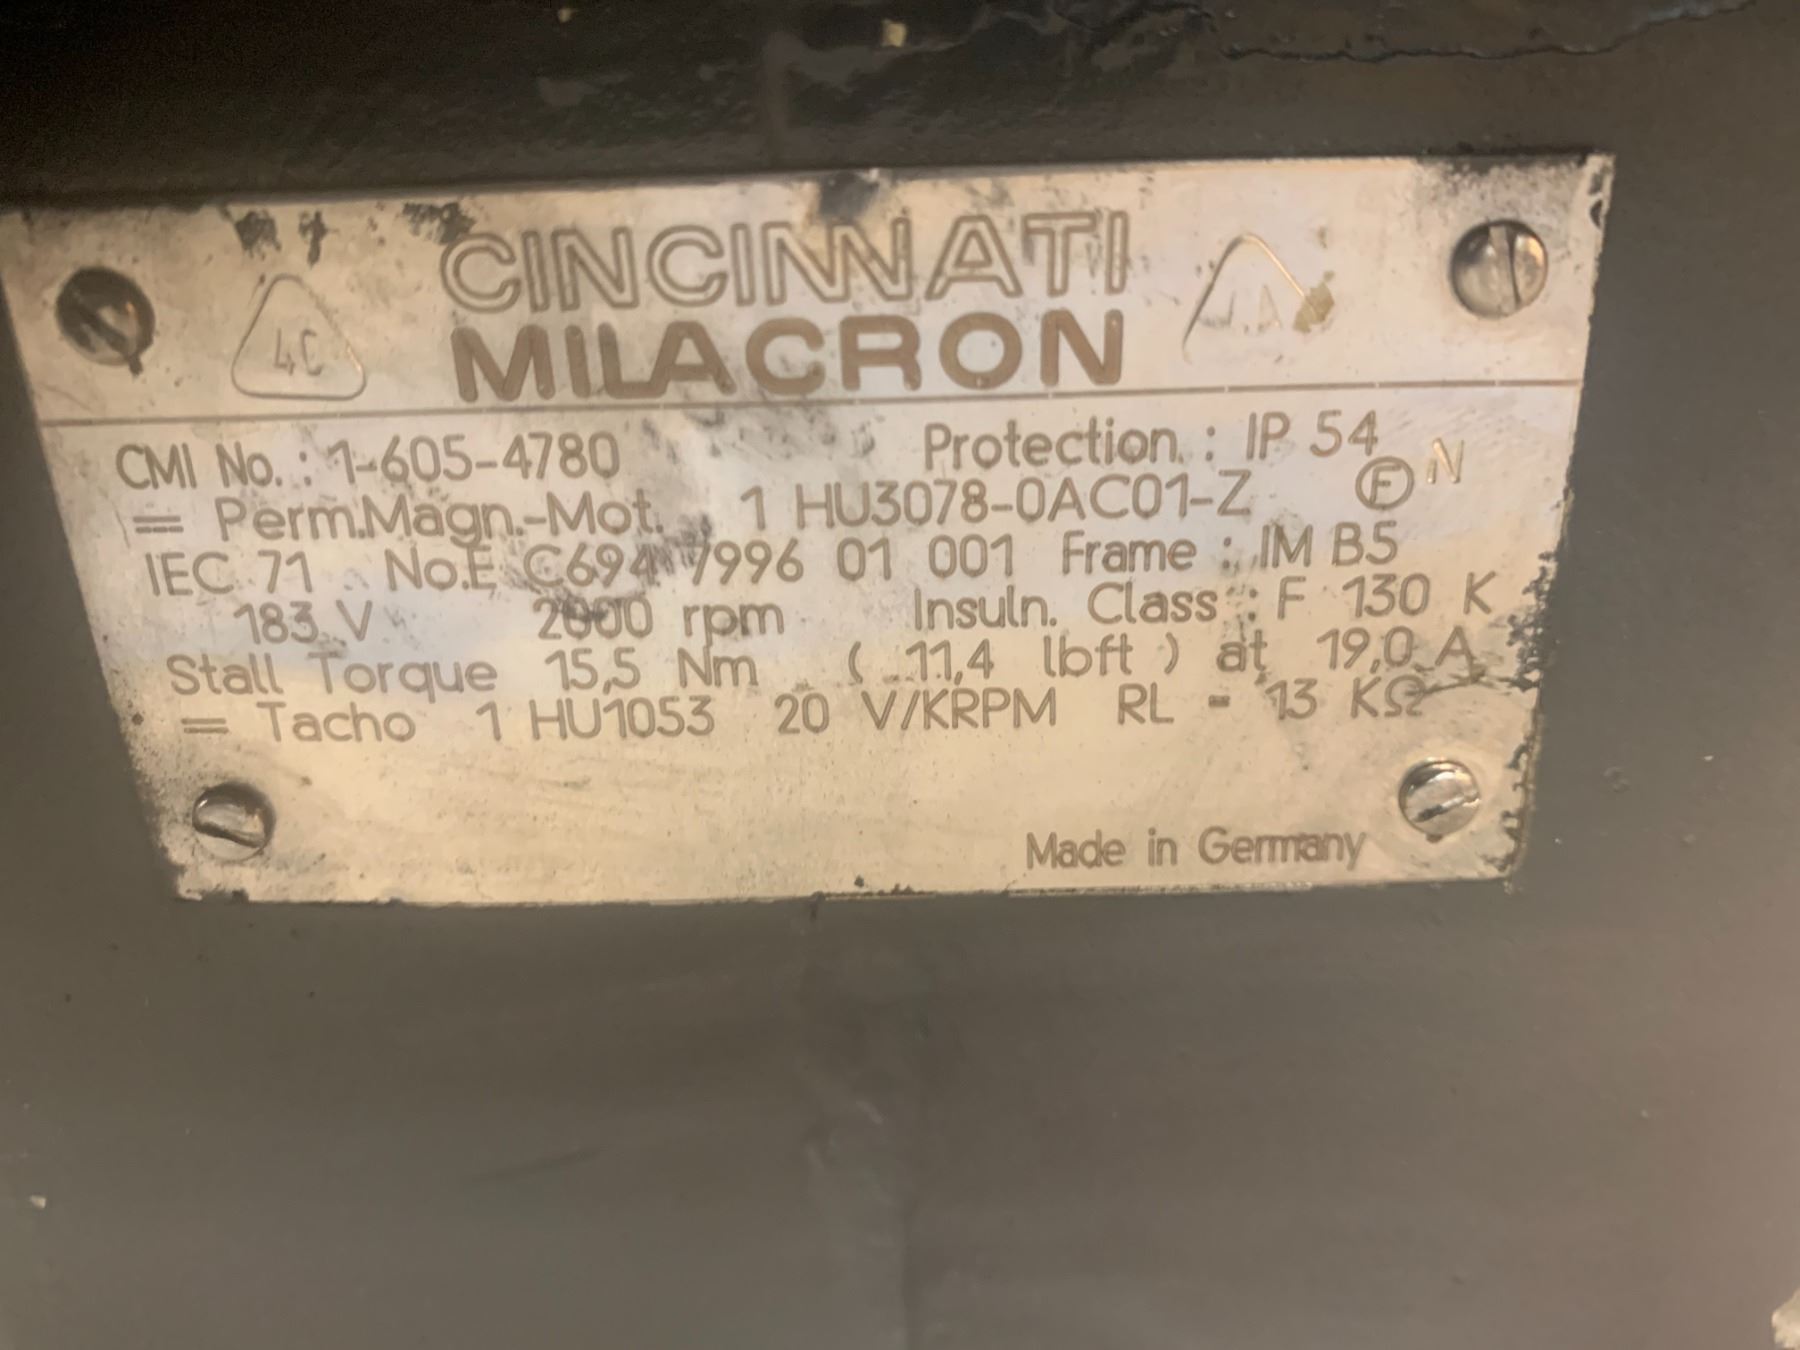 CINCINNATI
4C
MILACRON
CMI No.: 1-605-4780 Protection : IP 54
= Perm.Magn.-Mot. 1 HU3078-0AC01-Z F N
IEC 71 No.E C694 7996 01 001 Frame : IM B5
183 V 2000 rpm Insuln. Class : F 130 K
Stall Torque 15,5 Nm ( 11,4 lbft ) at 19,0 A
= Tacho 1 HU1053 20 V/KRPM RL = 13 KΩ
Made in Germany